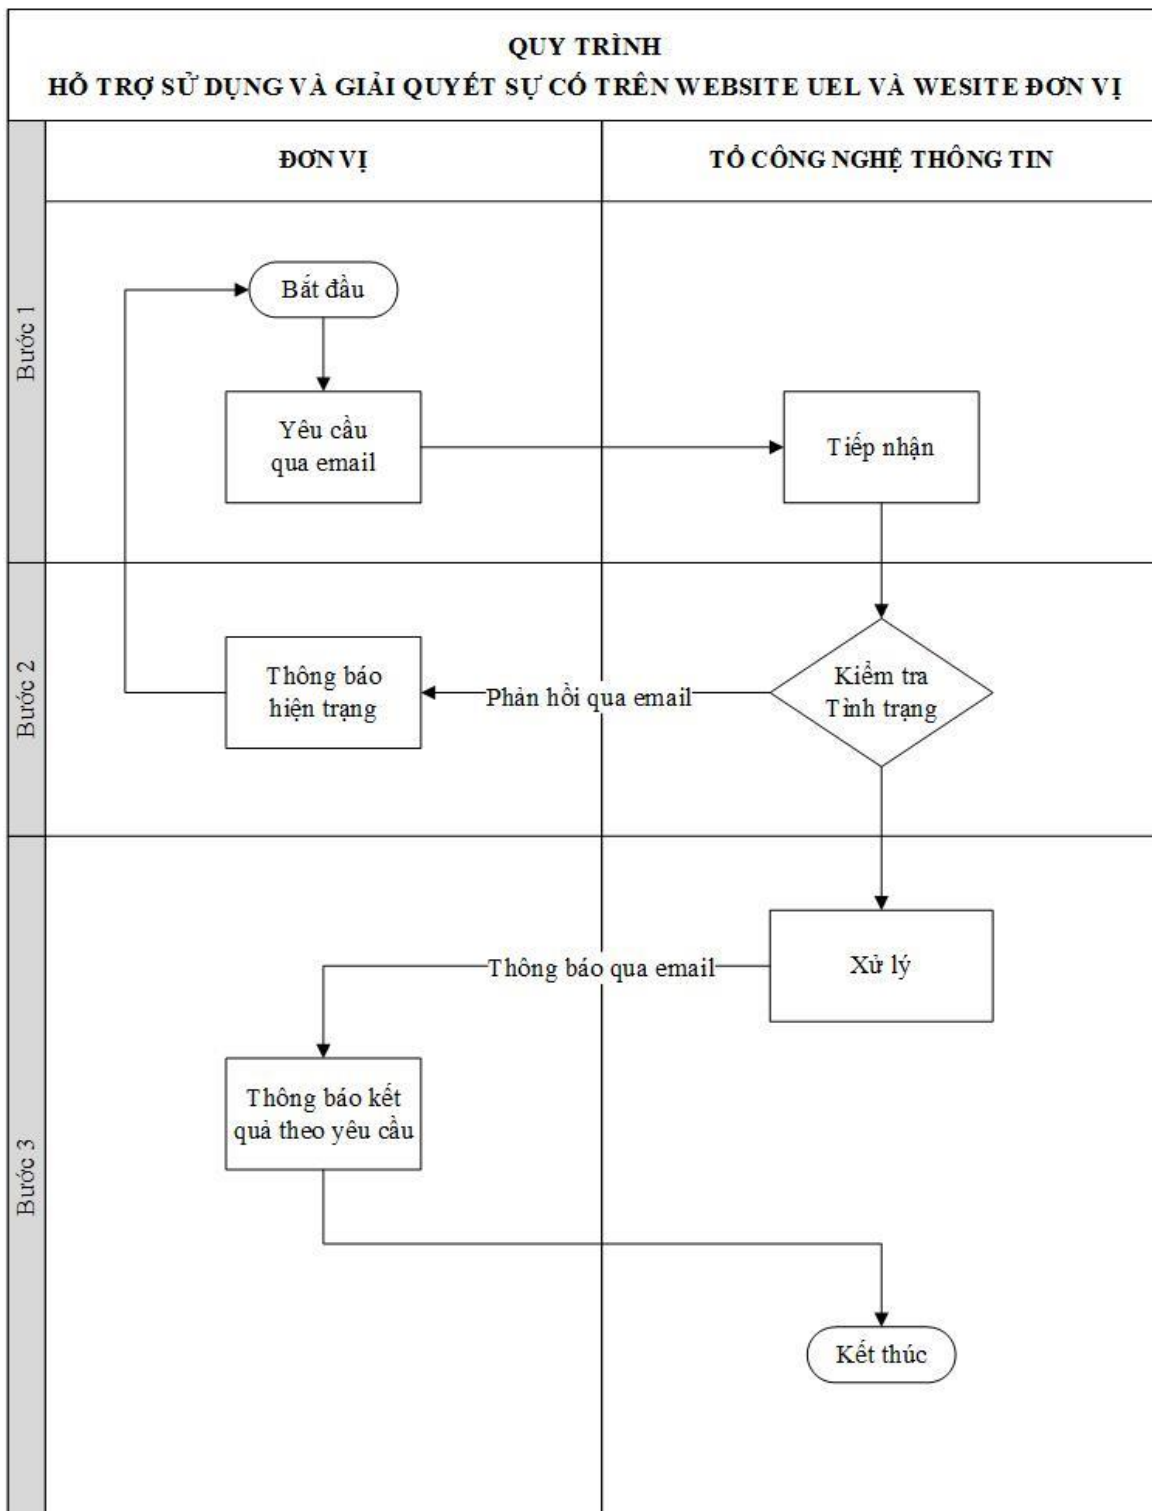 QUY TRÌNH
HỖ TRỢ SỬ DỤNG VÀ GIẢI QUYẾT SỰ CỐ TRÊN WEBSITE UEL VÀ WESITE ĐƠN VỊ
ĐƠN VỊ
TỔ CÔNG NGHỆ THÔNG TIN
Bước 1
Bắt đầu
Yêu cầu
qua email
Tiếp nhận
Bước 2
Thông báo
hiện trạng
Phản hồi qua email
Kiểm tra
Tình trạng
Bước 3
Xử lý
Thông báo qua email
Thông báo kết
quả theo yêu cầu
Kết thúc